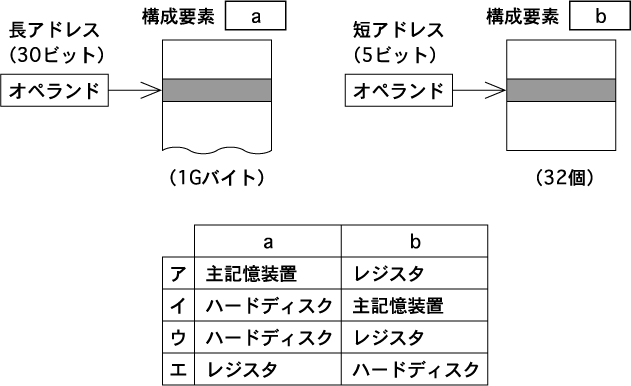 構成要素 a
長アドレス
(30ビット)
オペランド
(1Gバイト)
構成要素 b
短アドレス
(5ビット)
オペランド
(32個)
a b
ア 主記憶装置 レジスタ
イ ハードディスク 主記憶装置
ウ ハードディスク レジスタ
エ レジスタ ハードディスク